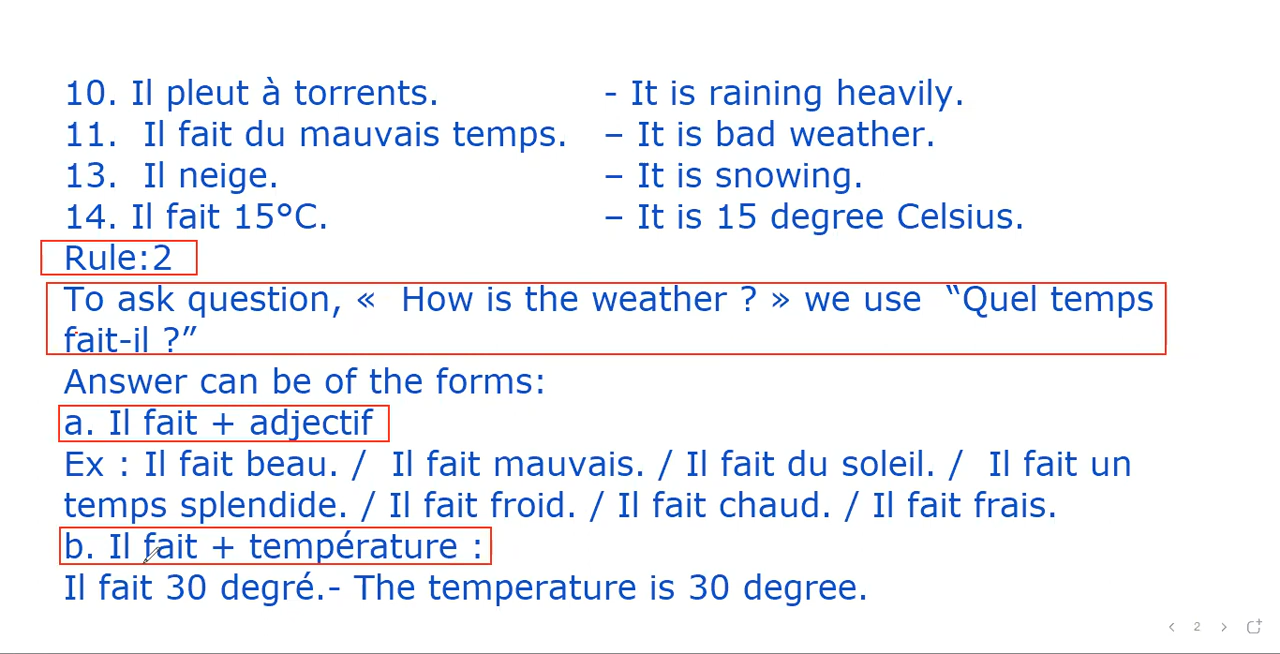 10. Il pleut à torrents. - It is raining heavily.
11. Il fait du mauvais temps. – It is bad weather.
13. Il neige. – It is snowing.
14. Il fait 15°C. – It is 15 degree Celsius.
Rule:2
To ask question, « How is the weather ? » we use “Quel temps
fait-il ?”
Answer can be of the forms:
a. Il fait + adjectif
Ex : Il fait beau. / Il fait mauvais. / Il fait du soleil. / Il fait un
temps splendide. / Il fait froid. / Il fait chaud. / Il fait frais.
b. Il fait + température :
Il fait 30 degré.- The temperature is 30 degree.
2